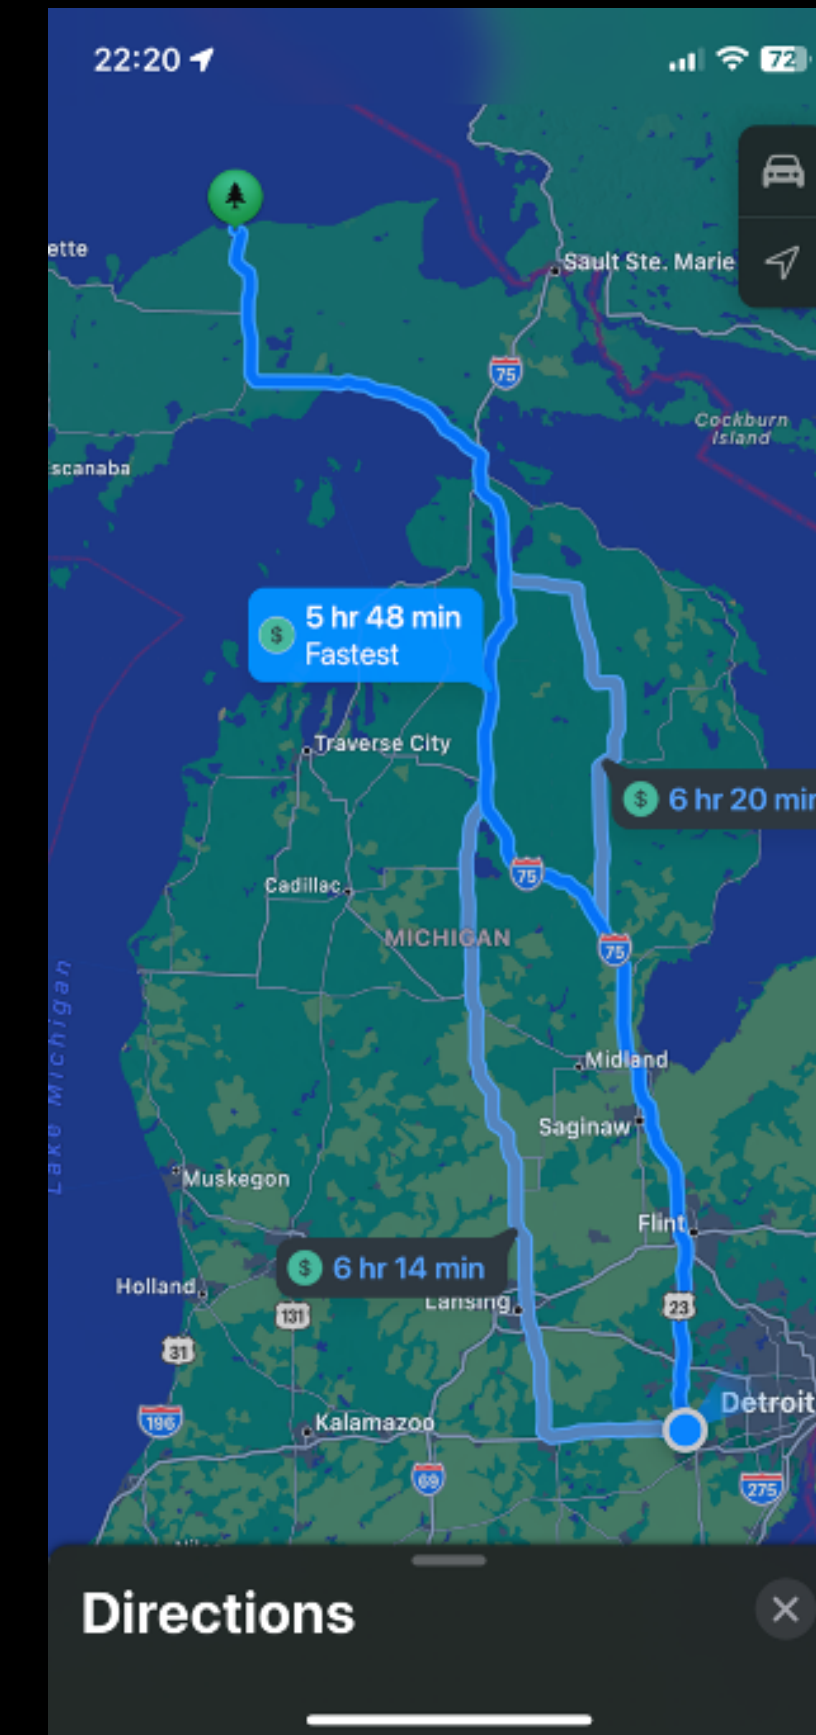 22:20
72
ette
Sault Ste. Marie
75
Cockburn
Island
scanaba
5 hr 48 min
Fastest
Traverse City
6 hr 20 min
75
Cadillac
MICHIGAN
75
Lake Michigan
Midland
Saginaw
Muskegon
Flint
6 hr 14 min
Holland
Lansing
131
23
31
Detroit
196
Kalamazoo
69
275
Directions